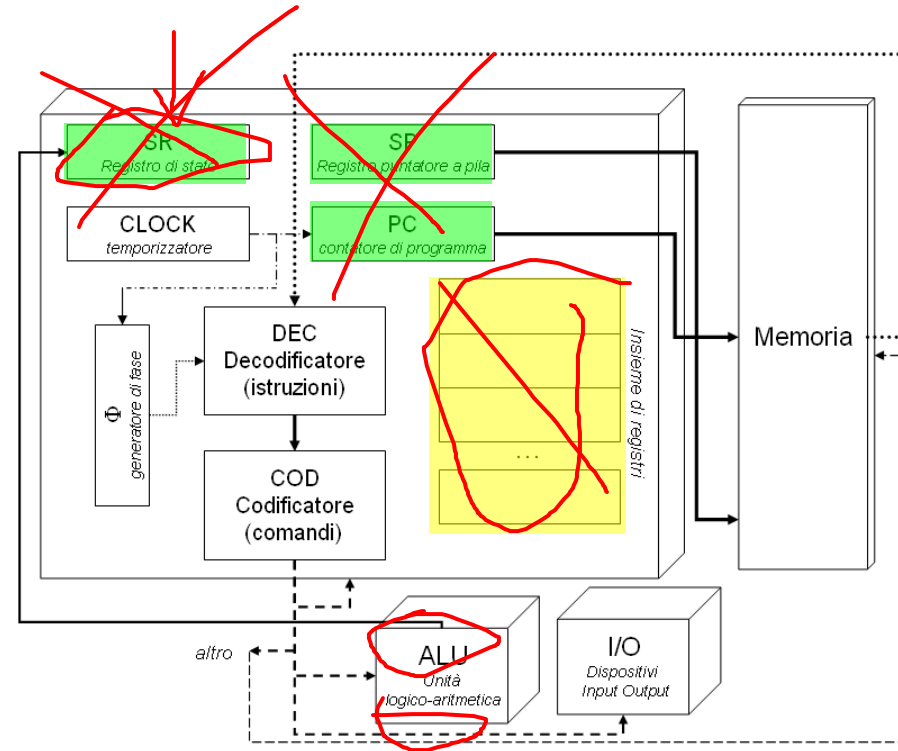 SR
Registro di stato
SP
Registro puntatore a pila
CLOCK
temporizzatore
PC
contatore di programma
DEC
Decodificatore
(istruzioni)
Φ
generatore di fase
COD
Codificatore
(comandi)
...
Insieme di registri
Memoria
altro
ALU
Unità
logico-aritmetica
I/O
Dispositivi
Input Output